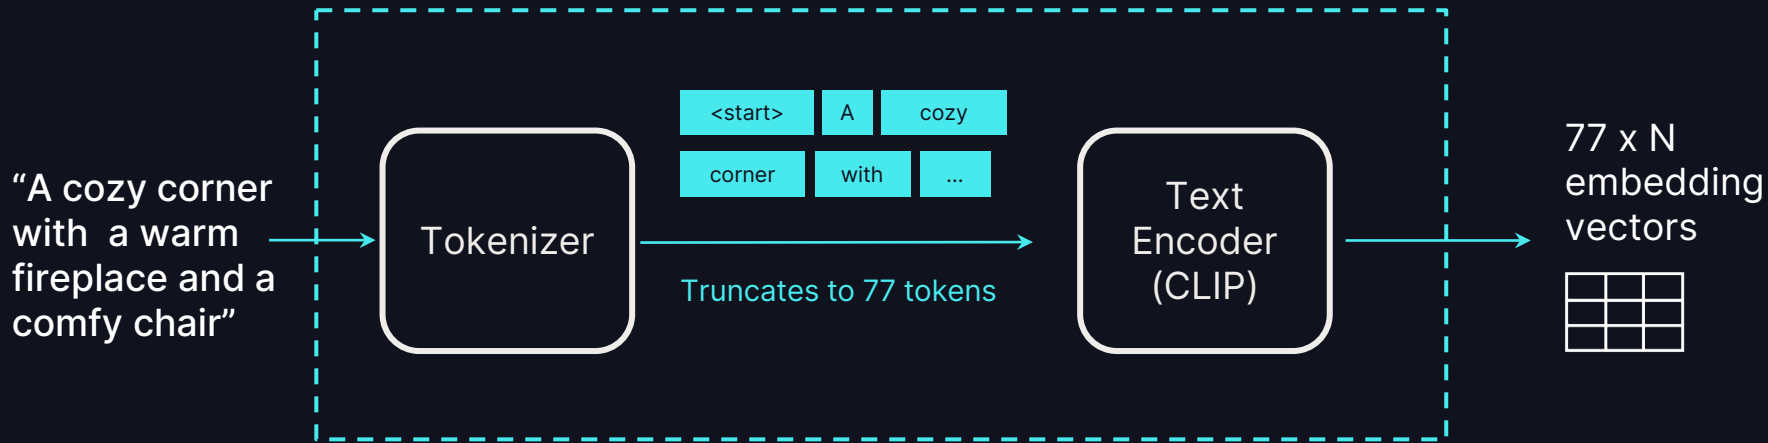 “A cozy corner
with  a warm
fireplace and a
comfy chair”
Tokenizer
<start> A cozy
corner with ...
Truncates to 77 tokens
Text
Encoder
(CLIP)
77 x N
embedding
vectors